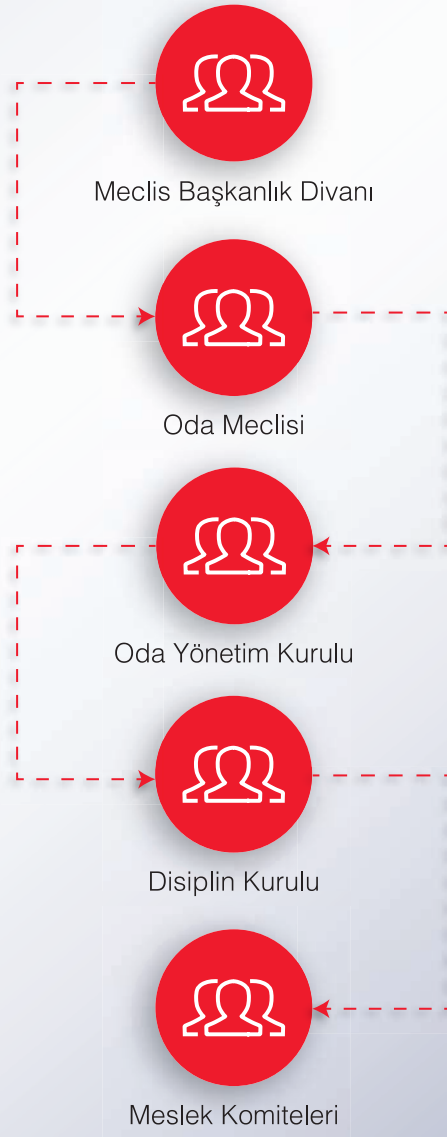 Meclis Başkanlık Divanı
Oda Meclisi
Oda Yönetim Kurulu
Disiplin Kurulu
Meslek Komiteleri